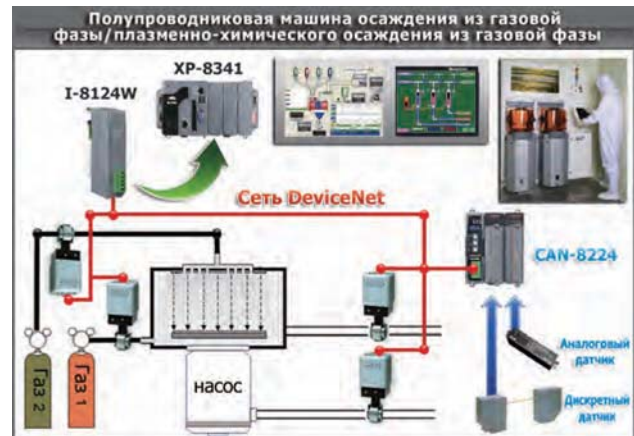 Полупроводниковая машина осаждения из газовой
фазы/плазменно-химического осаждения из газовой фазы
XP-8341
I-8124W
Сеть DeviceNet
CAN-8224
Аналоговый
датчик
Дискретный
датчик
Газ 2
Газ 1
насос